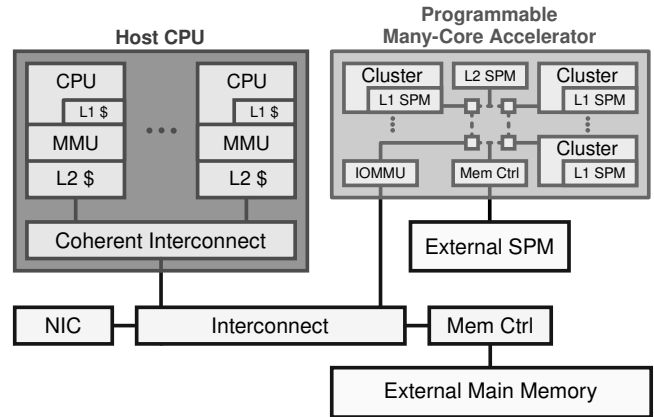 Host CPU
Programmable
Many-Core Accelerator
CPU
L1 $
MMU
L2 $
CPU
L1 $
MMU
L2 $
Coherent Interconnect
Cluster
L1 SPM
L2 SPM
Cluster
L1 SPM
Cluster
L1 SPM
IOMMU
Mem Ctrl
External SPM
NIC
Interconnect
Mem Ctrl
External Main Memory